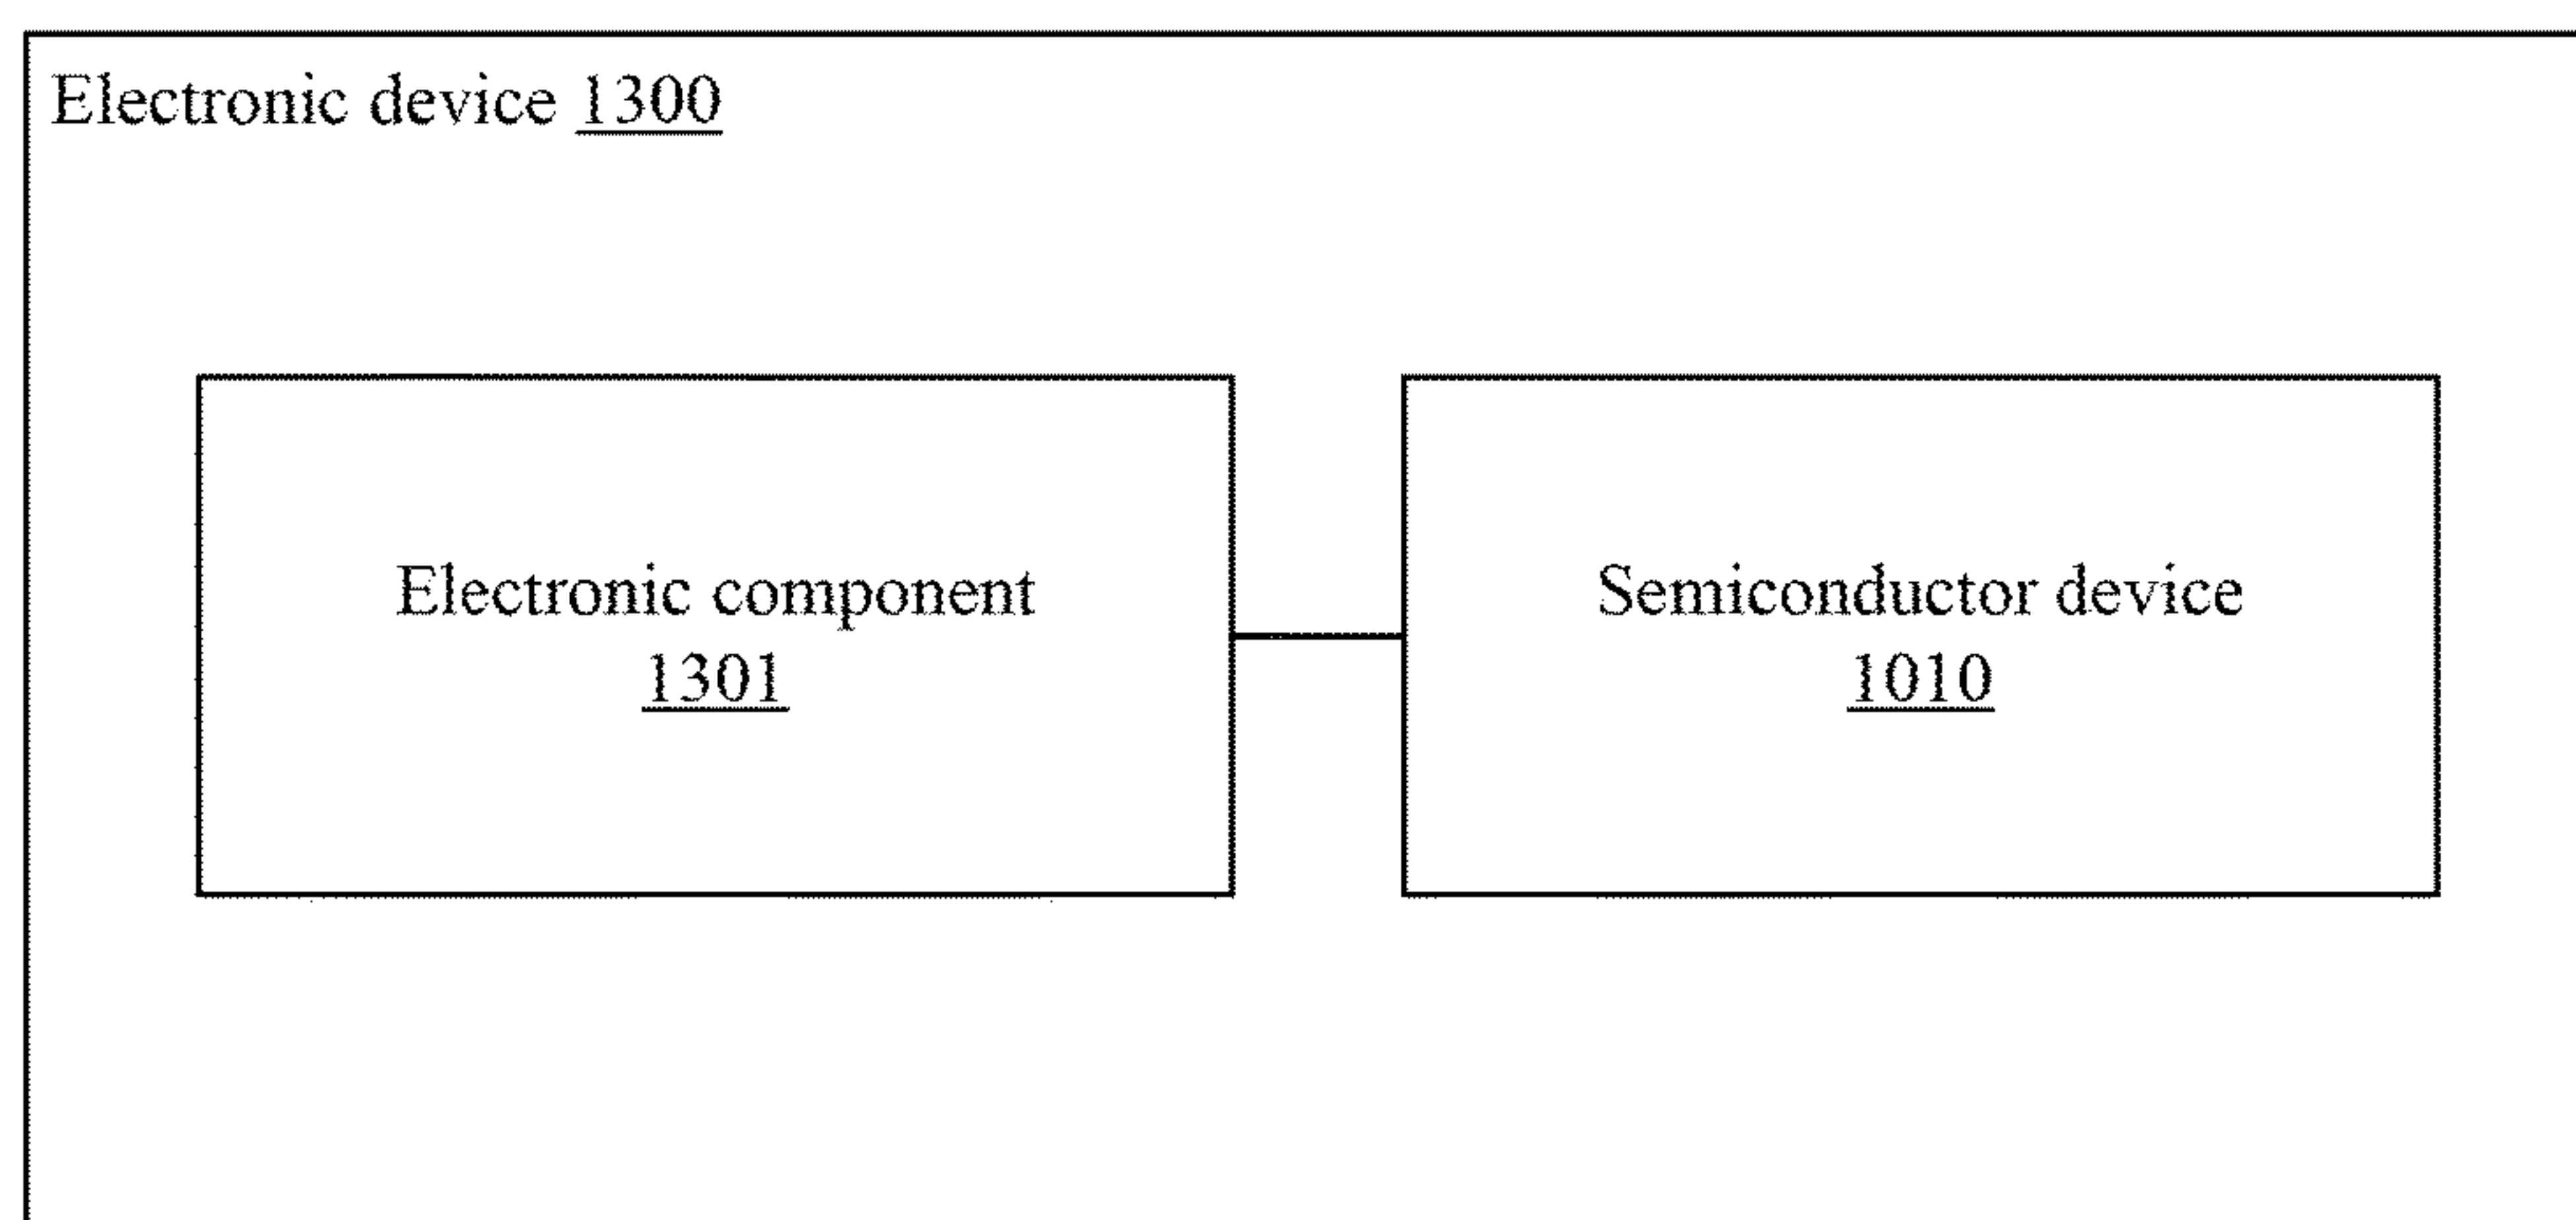 Electronic device 1300
Electronic component
1301
Semiconductor device
1010